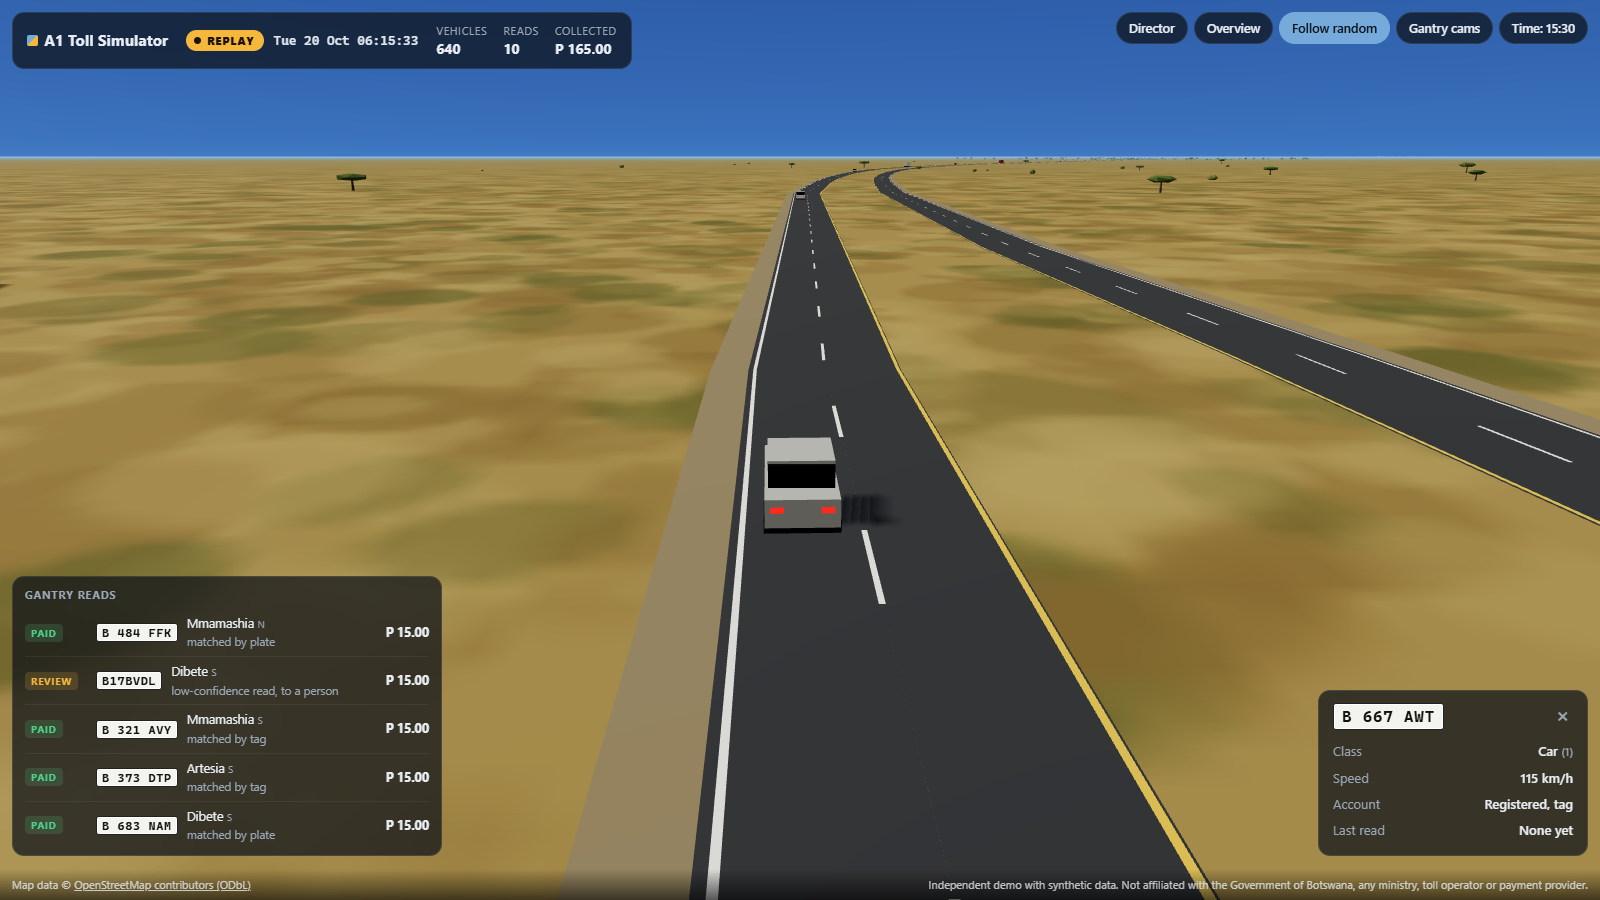 A1 Toll Simulator
REPLAY
Tue 20 Oct 06:15:33
VEHICLES
640
READS
10
COLLECTED
P 165.00
Director
Overview
Follow random
Gantry cams
Time: 15:30
GANTRY READS
PAID
B 484 FFK
Mmamashia N
matched by plate
P 15.00
REVIEW
B17BVDL
Dibete S
low-confidence read, to a person
P 15.00
PAID
B 321 AVY
Mmamashia S
matched by tag
P 15.00
PAID
B 373 DTP
Artesia S
matched by tag
P 15.00
PAID
B 683 NAM
Dibete S
matched by plate
P 15.00
B 667 AWT
×
Class
Car (1)
Speed
115 km/h
Account
Registered, tag
Last read
None yet
Map data © OpenStreetMap contributors (ODbL)
Independent demo with synthetic data. Not affiliated with the Government of Botswana, any ministry, toll operator or payment provider.